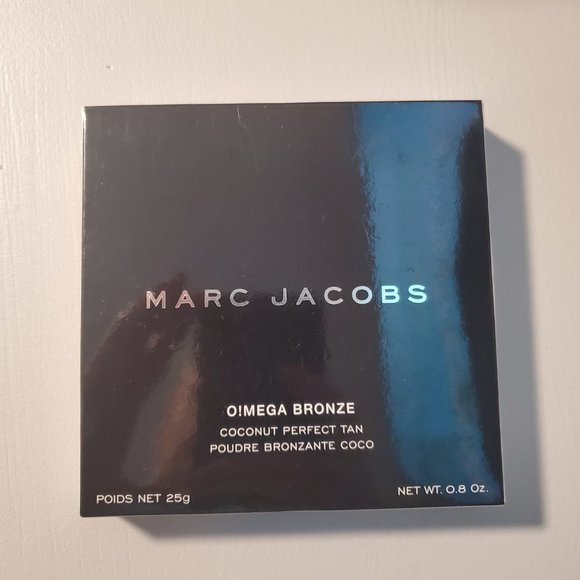 MARC JACOBS
O!MEGA BRONZE
COCONUT PERFECT TAN
POUDRE BRONZANTE COCO
POIDS NET 25g
NET WT. 0.8 Oz.